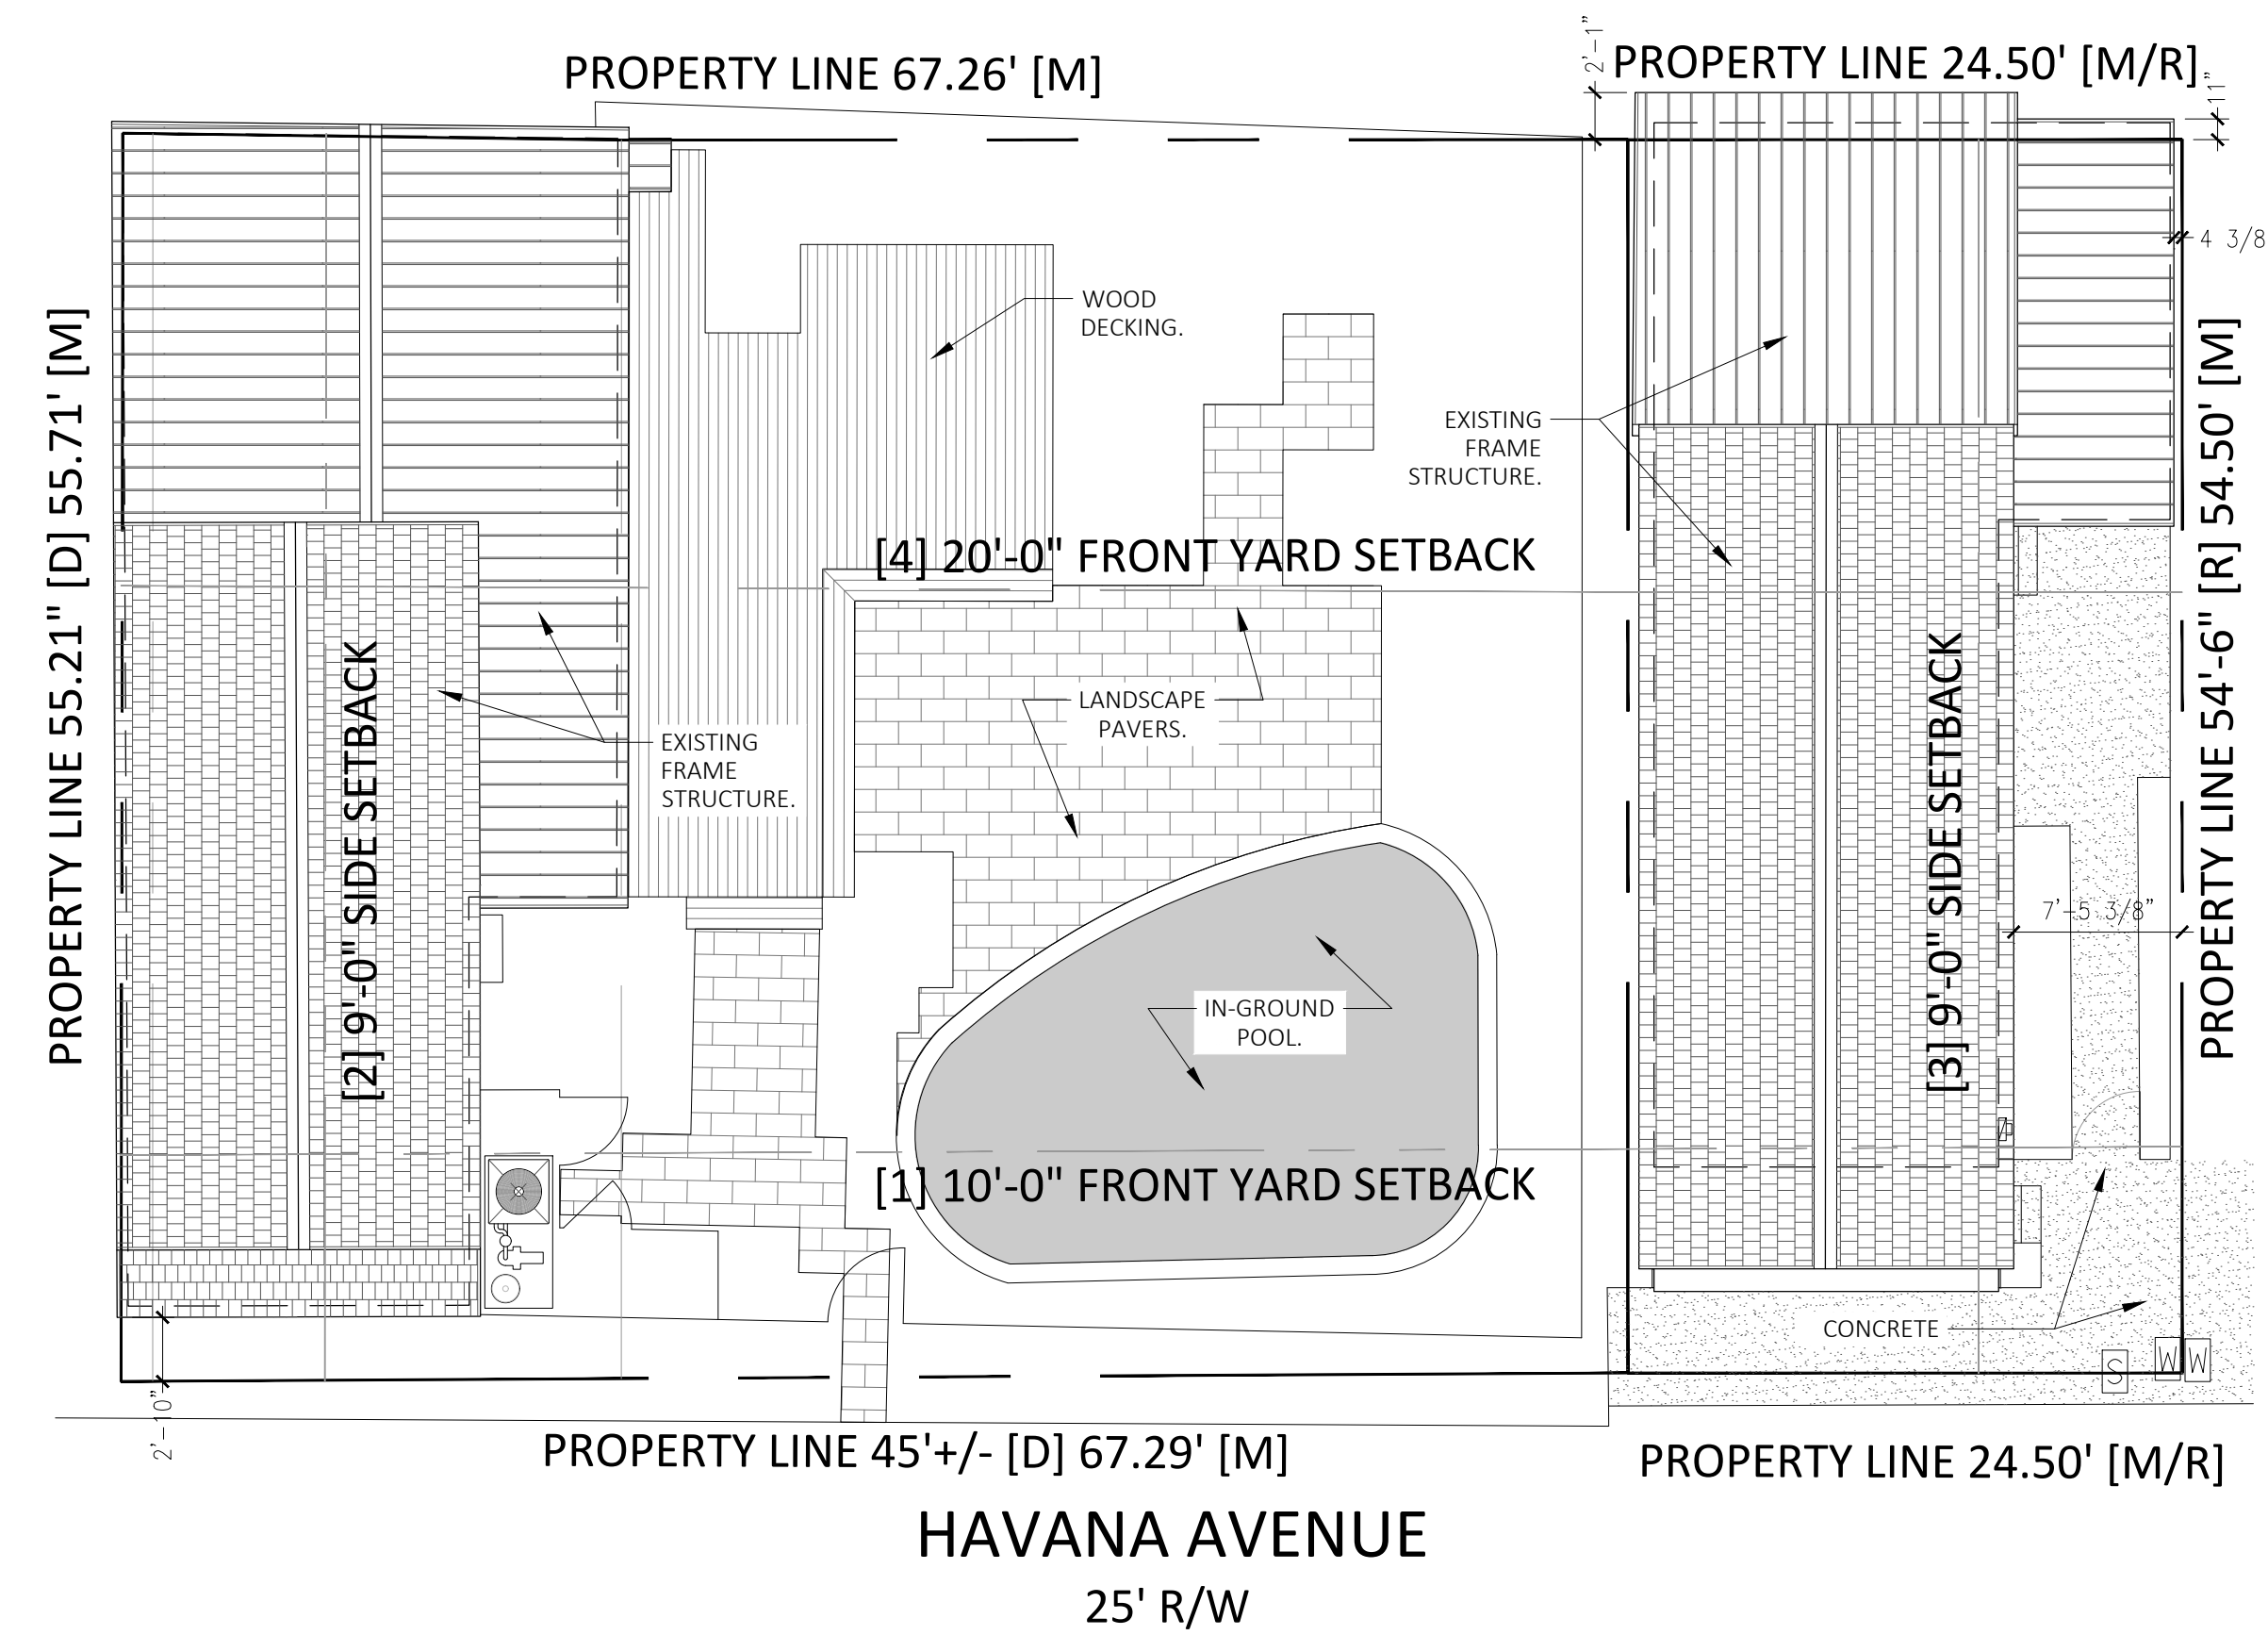 PROPERTY LINE 67.26' [M]
2'-1"
PROPERTY LINE 24.50' [M/R]
11"
4 3/8
PROPERTY LINE 55.21" [D] 55.71' [M]
WOOD
DECKING.
EXISTING
FRAME
STRUCTURE.
PROPERTY LINE 54'-6" [R] 54.50' [M]
[4] 20'-0" FRONT YARD SETBACK
[2] 9'-0" SIDE SETBACK
LANDSCAPE
PAVERS.
EXISTING
FRAME
STRUCTURE.
[3] 9'-0" SIDE SETBACK
7'-5 3/8"
IN-GROUND
POOL.
[1] 10'-0" FRONT YARD SETBACK
CONCRETE
S
W
W
2'-10"
PROPERTY LINE 45'+/- [D] 67.29' [M]
PROPERTY LINE 24.50' [M/R]
HAVANA AVENUE
25' R/W